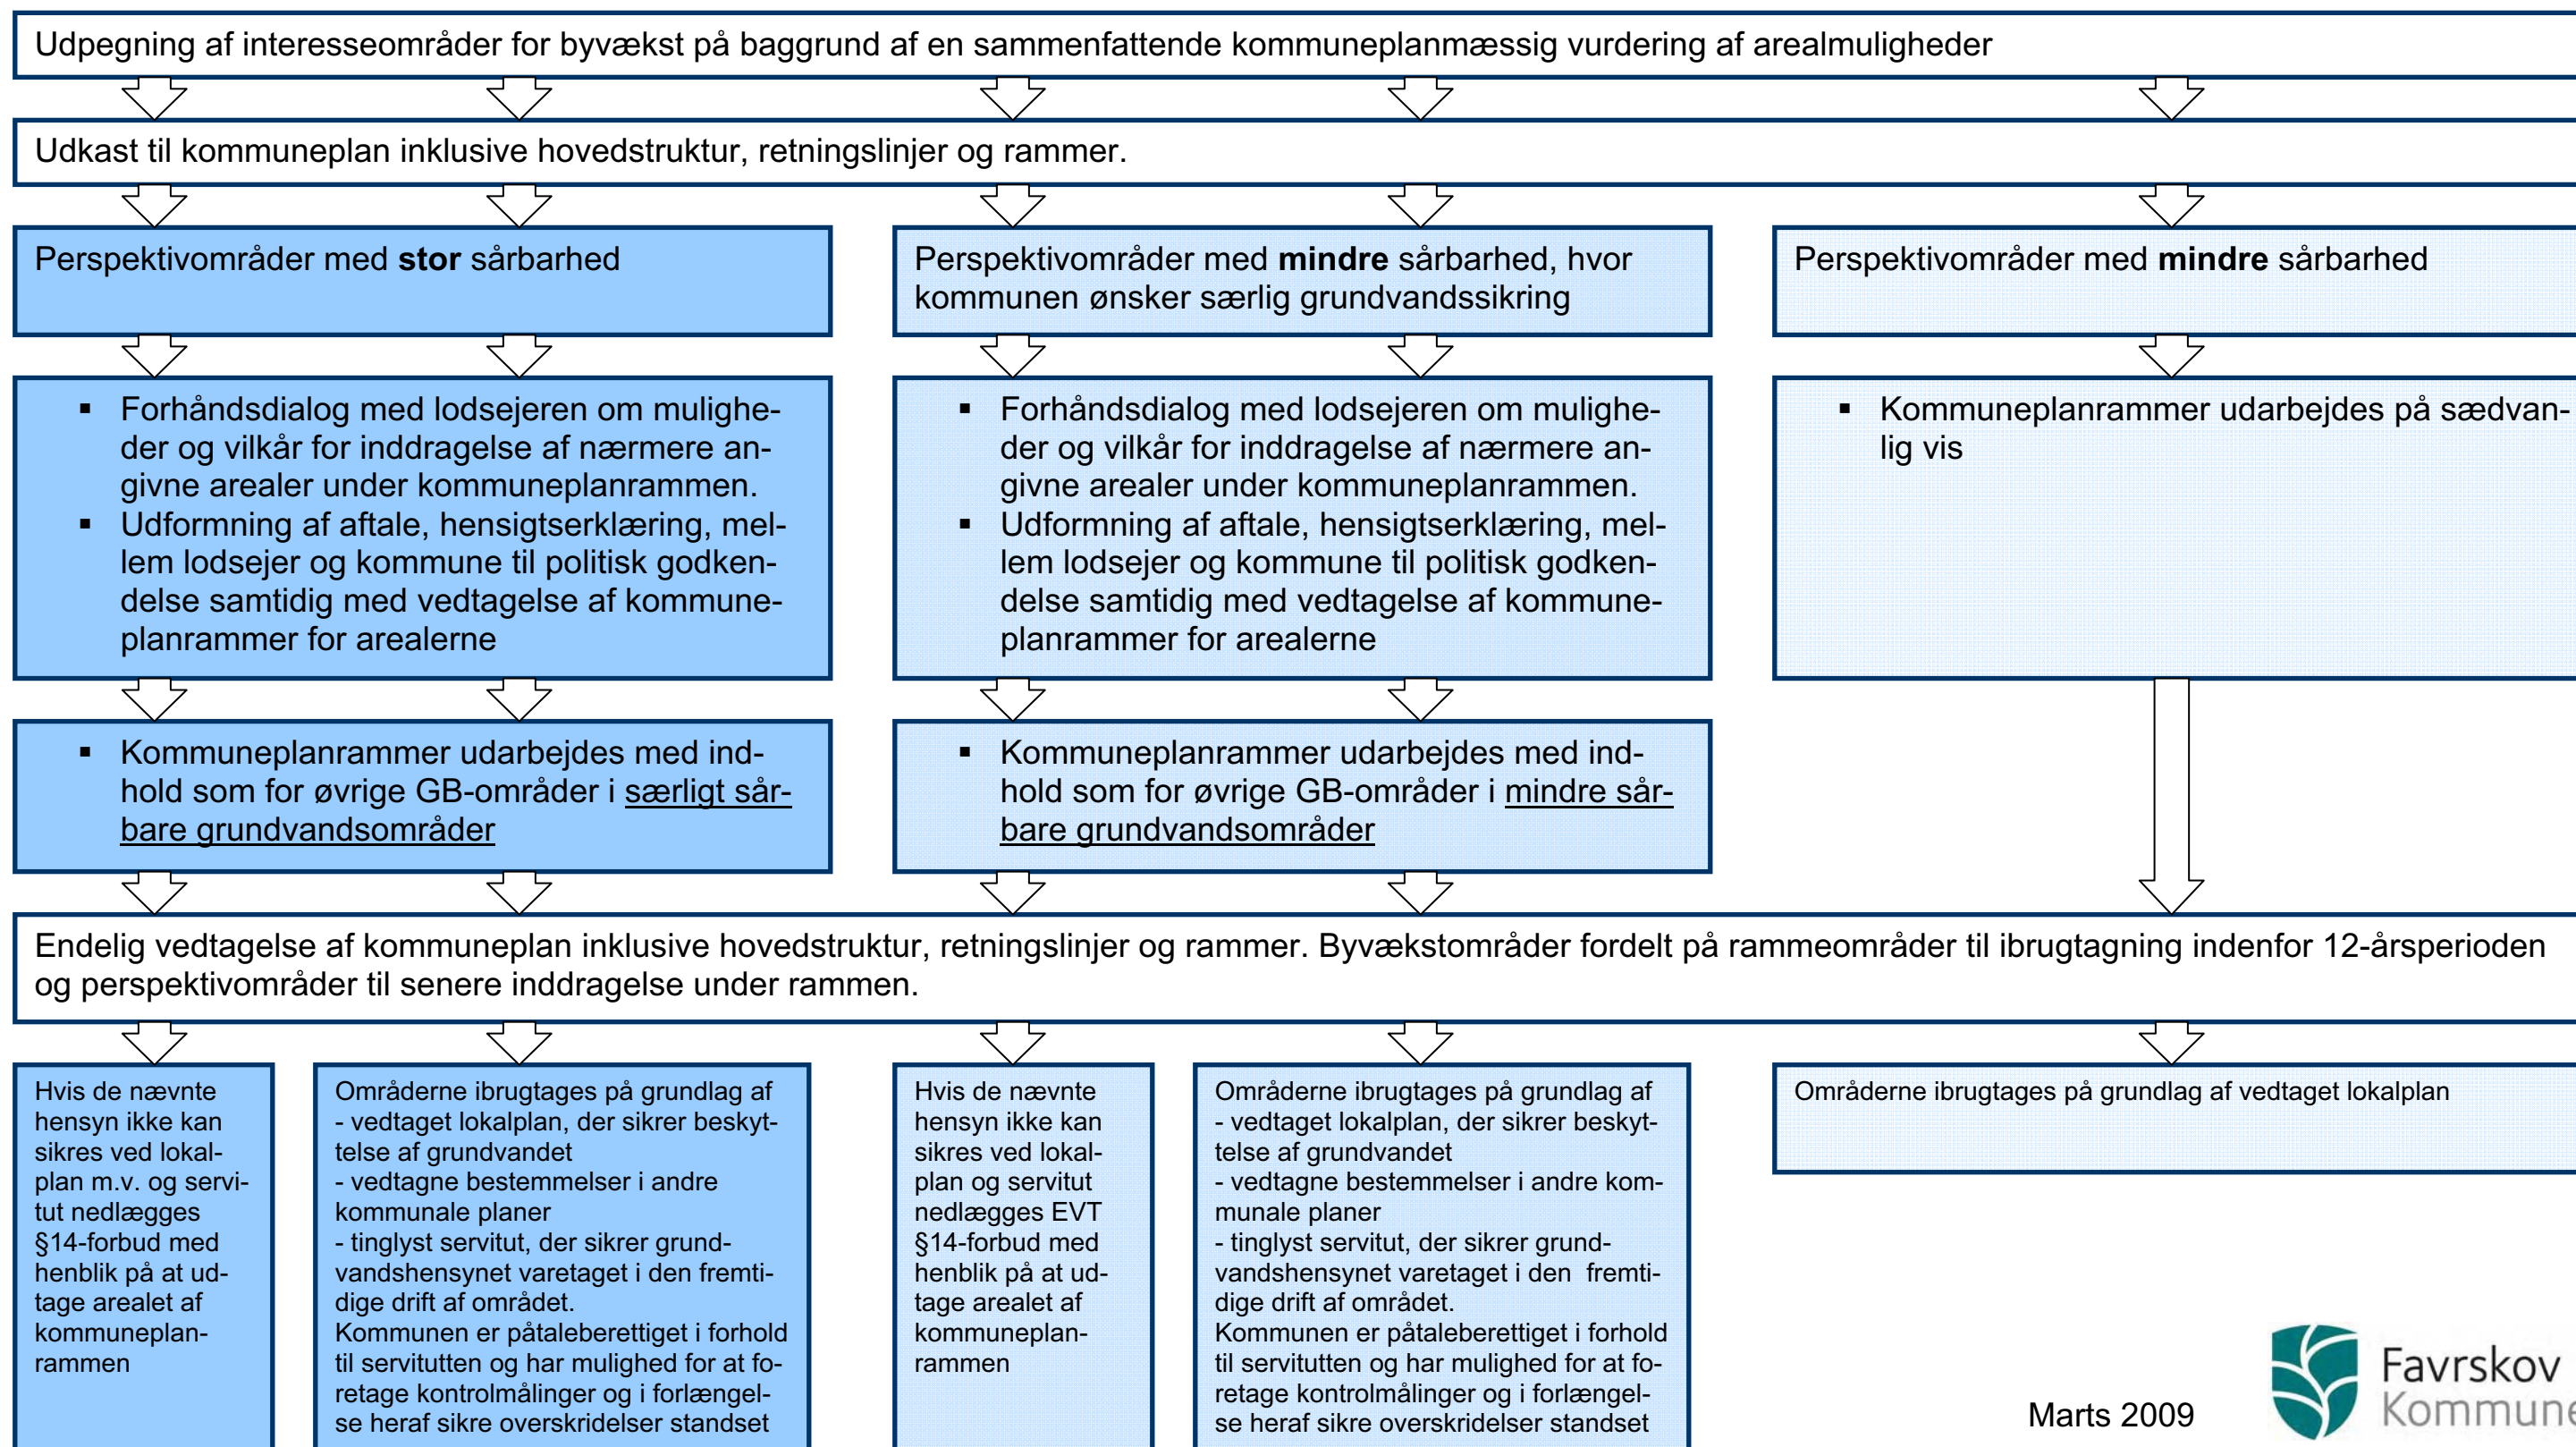 Udpegning af interesseområder for byvækst på baggrund af en sammenfattende kommuneplanmæssig vurdering af arealmuligheder
Udkast til kommuneplan inklusive hovedstruktur, retningslinjer og rammer.
Perspektivområder med stor sårbarhed
Perspektivområder med mindre sårbarhed, hvor
kommunen ønsker særlig grundvandssikring
Perspektivområder med mindre sårbarhed
▪ Forhåndsdialog med lodsejeren om mulighe-
der og vilkår for inddragelse af nærmere an-
givne arealer under kommuneplanrammen.
▪ Udformning af aftale, hensigtserklæring, mel-
lem lodsejer og kommune til politisk godken-
delse samtidig med vedtagelse af kommune-
planrammer for arealerne
▪ Forhåndsdialog med lodsejeren om mulighe-
der og vilkår for inddragelse af nærmere an-
givne arealer under kommuneplanrammen.
▪ Udformning af aftale, hensigtserklæring, mel-
lem lodsejer og kommune til politisk godken-
delse samtidig med vedtagelse af kommune-
planrammer for arealerne
▪ Kommuneplanrammer udarbejdes på sædvan-
lig vis
▪ Kommuneplanrammer udarbejdes med ind-
hold som for øvrige GB-områder i særligt sår-
bare grundvandsområder
▪ Kommuneplanrammer udarbejdes med ind-
hold som for øvrige GB-områder i mindre sår-
bare grundvandsområder
Endelig vedtagelse af kommuneplan inklusive hovedstruktur, retningslinjer og rammer. Byvækstområder fordelt på rammeområder til ibrugtagning indenfor 12-årsperioden
og perspektivområder til senere inddragelse under rammen.
Hvis de nævnte
hensyn ikke kan
sikres ved lokal-
plan m.v. og servi-
tut nedlægges
§14-forbud med
henblik på at ud-
tage arealet af
kommuneplan-
rammen
Områderne ibrugtages på grundlag af
- vedtaget lokalplan, der sikrer beskyt-
telse af grundvandet
- vedtagne bestemmelser i andre
kommunale planer
- tinglyst servitut, der sikrer grund-
vandshensynet varetaget i den fremti-
dige drift af området.
Kommunen er påtaleberettiget i forhold
til servitutten og har mulighed for at fo-
retage kontrolmålinger og i forlængel-
se heraf sikre overskridelser standset
Hvis de nævnte
hensyn ikke kan
sikres ved lokal-
plan og servitut
nedlægges EVT
§14-forbud med
henblik på at ud-
tage arealet af
kommuneplan-
rammen
Områderne ibrugtages på grundlag af
- vedtaget lokalplan, der sikrer beskyt-
telse af grundvandet
- vedtagne bestemmelser i andre kom-
munale planer
- tinglyst servitut, der sikrer grund-
vandshensynet varetaget i den fremti-
dige drift af området.
Kommunen er påtaleberettiget i forhold
til servitutten og har mulighed for at fo-
retage kontrolmålinger og i forlængel-
se heraf sikre overskridelser standset
Områderne ibrugtages på grundlag af vedtaget lokalplan
Marts 2009
Favrskov
Kommune